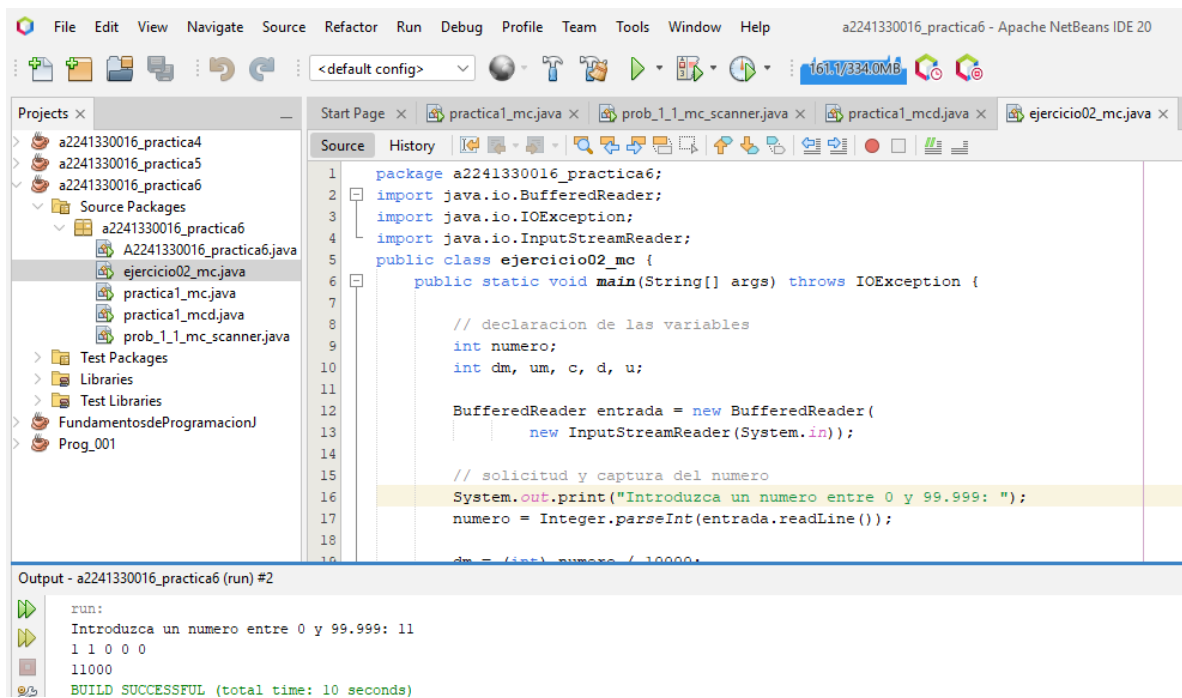 File Edit View Navigate Source Refactor Run Debug Profile Team Tools Window Help a2241330016_practica6 - Apache NetBeans IDE 20
<default config> 161.1/334.0MB
Projects
a2241330016_practica4
a2241330016_practica5
a2241330016_practica6
Source Packages
a2241330016_practica6
A2241330016_practica6.java
ejercicio02_mc.java
practica1_mc.java
practica1_mcd.java
prob_1_1_mc_scanner.java
Test Packages
Libraries
Test Libraries
FundamentosdeProgramacionJ
Prog_001
Start Page practica1_mc.java prob_1_1_mc_scanner.java practica1_mcd.java ejercicio02_mc.java
Source History
1 package a2241330016_practica6;
2 import java.io.BufferedReader;
3 import java.io.IOException;
4 import java.io.InputStreamReader;
5 public class ejercicio02_mc {
6 public static void main(String[] args) throws IOException {
7
8 // declaracion de las variables
9 int numero;
10 int dm, um, c, d, u;
11
12 BufferedReader entrada = new BufferedReader(
13 new InputStreamReader(System.in));
14
15 // solicitud y captura del numero
16 System.out.print("Introduzca un numero entre 0 y 99.999: ");
17 numero = Integer.parseInt(entrada.readLine());
18
19 dm = (int) numero / 10000;
Output - a2241330016_practica6 (run) #2
run:
Introduzca un numero entre 0 y 99.999: 11
1 1 0 0 0
11000
BUILD SUCCESSFUL (total time: 10 seconds)